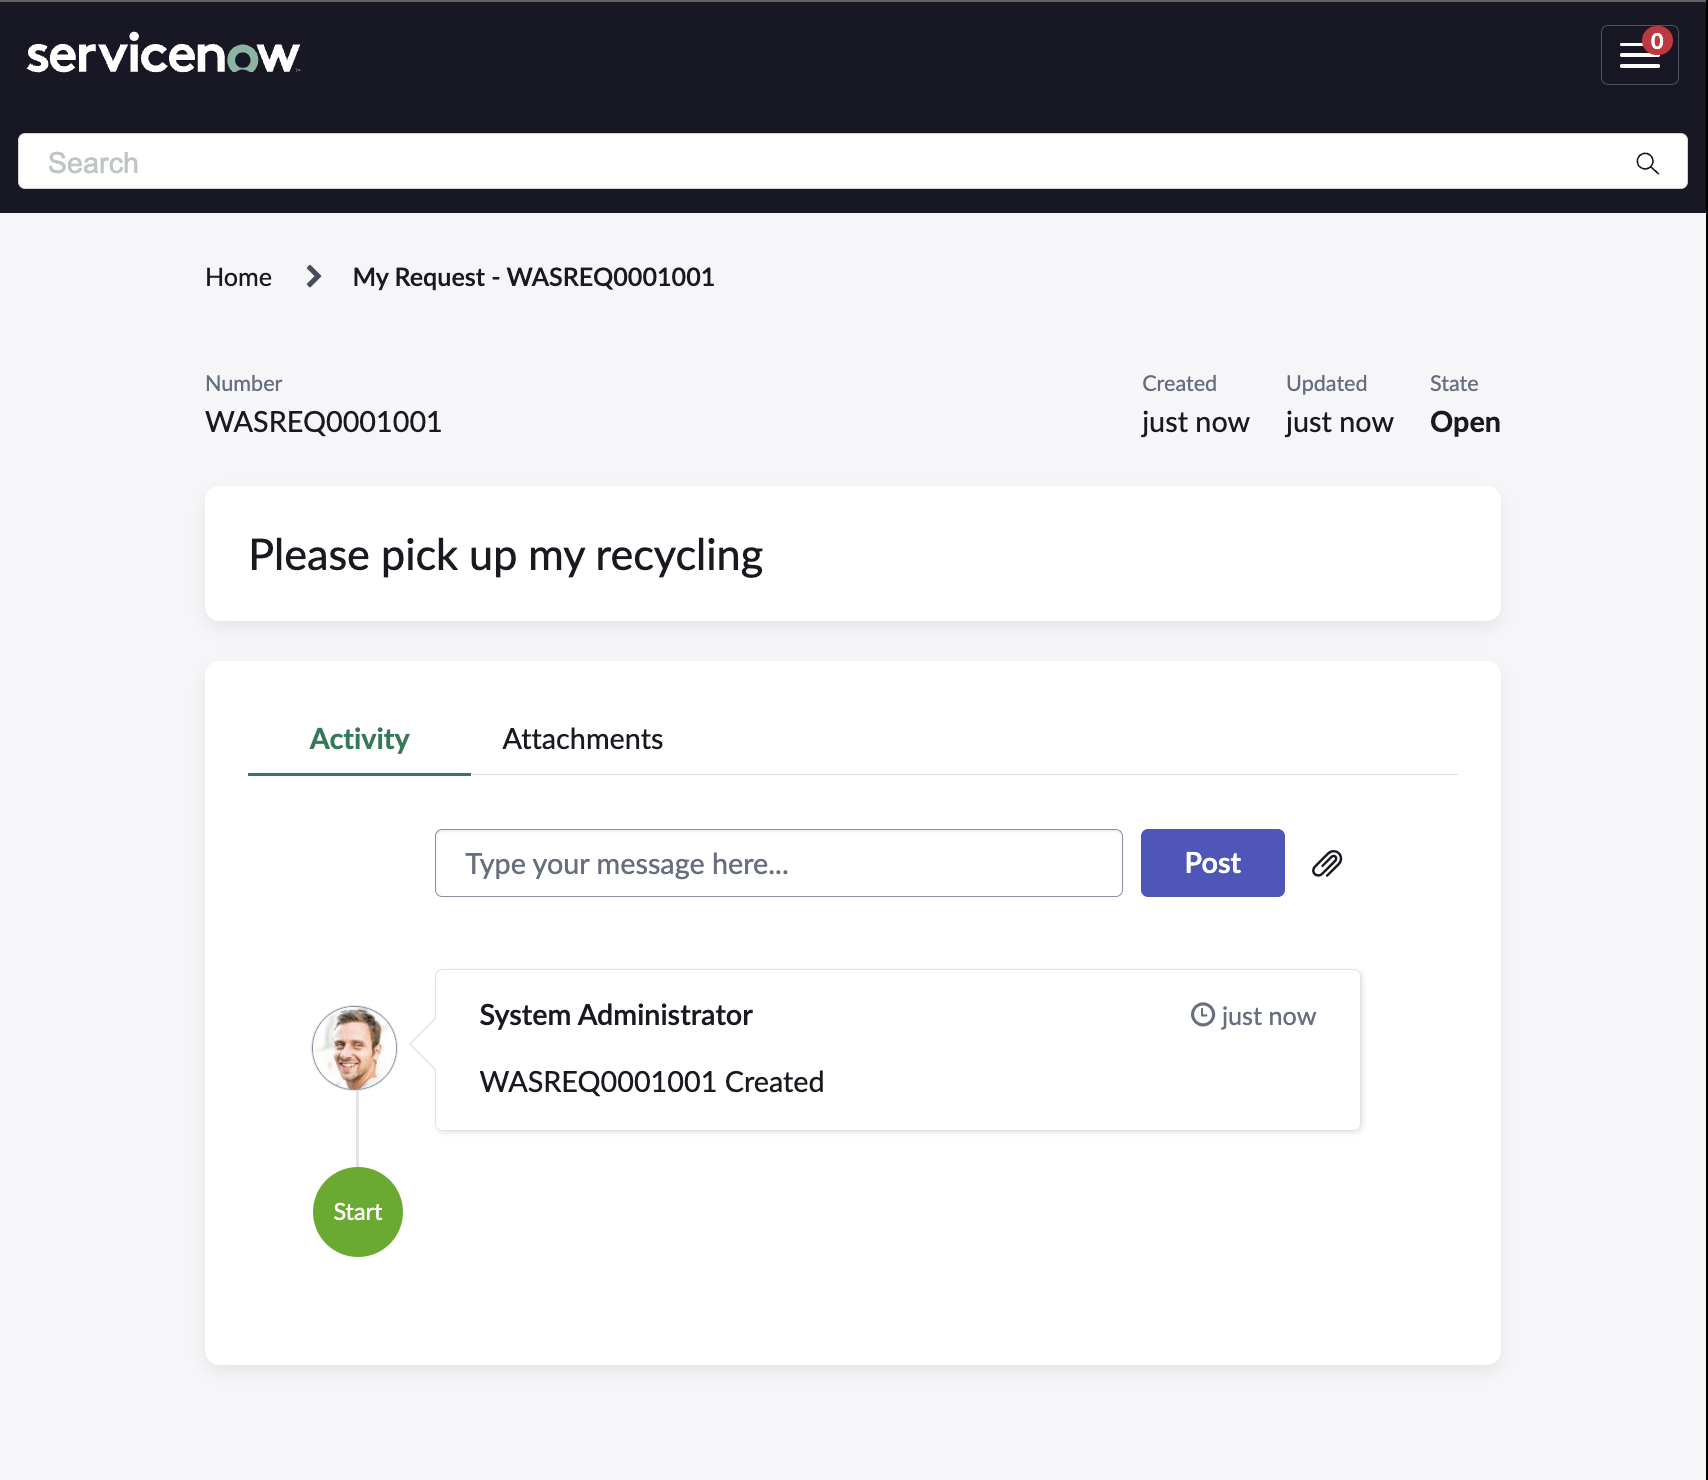 servicenow
0
Search
Home My Request - WASREQ0001001
Number
WASREQ0001001
Created Updated State
just now just now Open
Please pick up my recycling
Activity Attachments
Type your message here...
Post
System Administrator
just now
WASREQ0001001 Created
Start